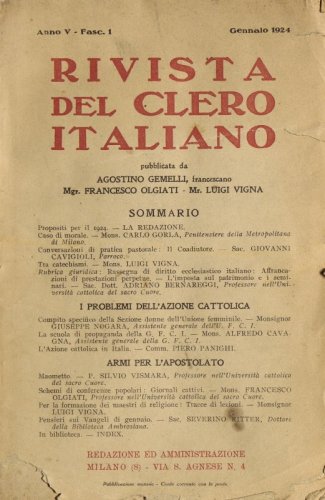 Anno V - Fasc. 1 Gennaio 1924
RIVISTA
DEL CLERO
ITALIANO
pubblicata da
AGOSTINO GEMELLI, francescano
Mgr. FRANCESCO OLGIATI - Mr. LUIGI VIGNA
SOMMARIO
Propositi per il 1924. — LA REDAZIONE.
Caso di morale. — Mons. CARLO GORLA, Penitenziere della Metropolitana
di Milano.
Conversazioni di pratica pastorale: Il Coadiutore. — Sac. GIOVANNI
CAVIGIOLI, Parroco.
Tra catechismi. — Mons. LUIGI VIGNA.
Rubrica giuridica: Rassegna di diritto ecclesiastico italiano: Affranca-
zioni di prestazioni perpetue. — L'imposta sul patrimonio e i semi-
nari. — Sac. Dott. ADRIANO BERNAREGGI, Professore nell'Uni-
versità cattolica del sacro Cuore.
I PROBLEMI DELL'AZIONE CATTOLICA
Compito specifico della Sezione donne dell'Unione femminile. — Monsignor
GIUSEPPE NOGARA, Assistente generale dell'U. F. C. I.
La scuola di propaganda della G. F. C. I. — Mons. ALFREDO CAVA-
GNA, Assistente generale della G. F. C. I.
L'Azione cattolica in Italia. — Comm. PIERO PANIGHI.
ARMI PER L'APOSTOLATO
Maometto. — P. SILVIO VISMARA, Professore nell'Università cattolica del
sacro Cuore.
Schemi di conferenze popolari: Giornali cattivi. — Mons. FRANCESCO
OLGIATI, Professore nell'Università cattolica del sacro Cuore.
Per la formazione dei maestri di religione: Tracce di lezioni. — Monsignor
LUIGI VIGNA.
Pensieri sui Vangeli di gennaio. — Sac. SEVERINO RITTER, Dottore
della Biblioteca Ambrosiana.
In biblioteca. — INDEX.
REDAZIONE ED AMMINISTRAZIONE
MILANO (8) - VIA S. AGNESE N. 4
Pubblicazione mensile - Conto corrente con la posta.